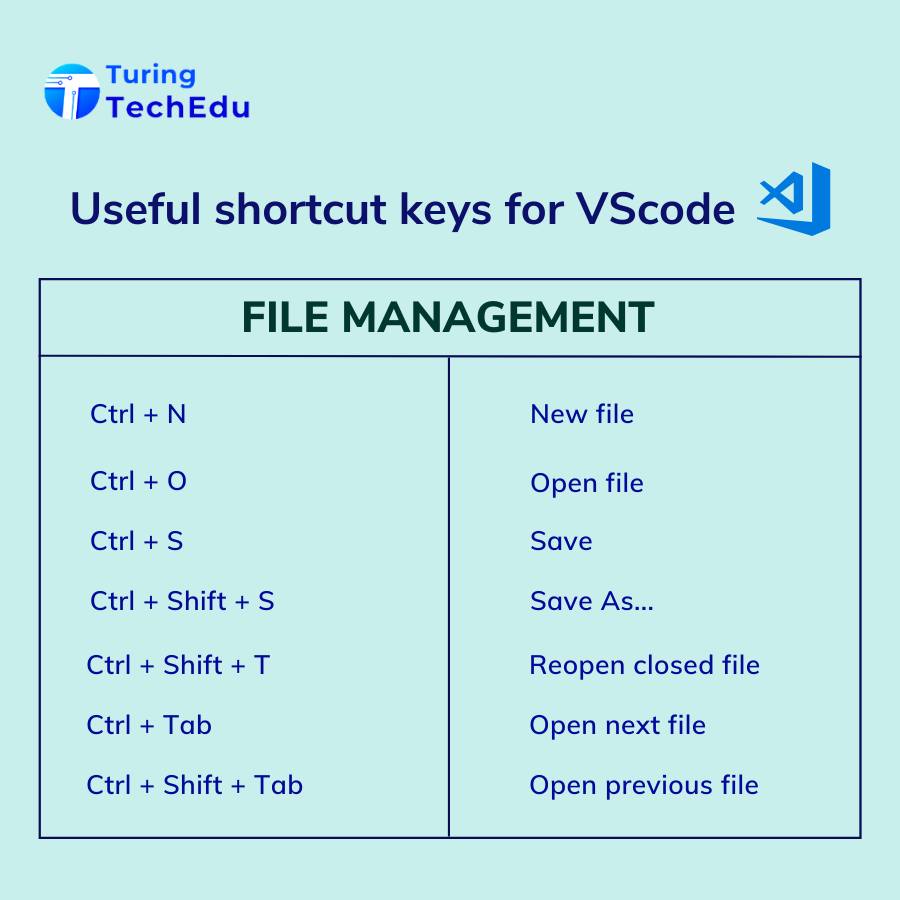 Turing
TechEdu
Useful shortcut keys for VScode
FILE MANAGEMENT
Ctrl + N New file
Ctrl + O Open file
Ctrl + S Save
Ctrl + Shift + S Save As...
Ctrl + Shift + T Reopen closed file
Ctrl + Tab Open next file
Ctrl + Shift + Tab Open previous file